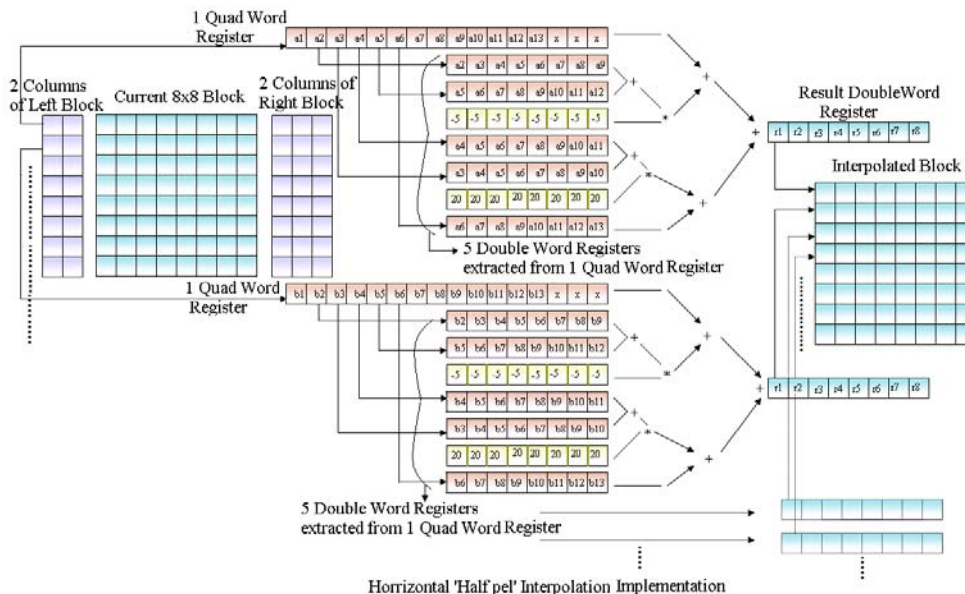 1 Quad Word
Register
a1 a2 a3 a4 a5 a6 a7 a8 a9 a10 a11 a12 a13 x x x
2 Columns
of Left Block
Current 8x8 Block
2 Columns of
Right Block
a2 a3 a4 a5 a6 a7 a8 a9
+
a5 a6 a7 a8 a9 a10 a11 a12
+
-5 -5 -5 -5 -5 -5 -5 -5
*
a4 a5 a6 a7 a8 a9 a10 a11
+
a3 a4 a5 a6 a7 a8 a9 a10
*
20 20 20 20 20 20 20 20
+
a6 a7 a8 a9 a10 a11 a12 a13
5 Double Word Registers
extracted from 1 Quad Word Register
Result DoubleWord
Register
+ r1 r2 r3 r4 r5 r6 r7 r8
Interpolated Block
1 Quad Word
Register
b1 b2 b3 b4 b5 b6 b7 b8 b9 b10 b11 b12 b13 x x x
b2 b3 b4 b5 b6 b7 b8 b9
+
b5 b6 b7 b8 b9 b10 b11 b12
+
-5 -5 -5 -5 -5 -5 -5 -5
*
b4 b5 b6 b7 b8 b9 b10 b11
+
b3 b4 b5 b6 b7 b8 b9 b10
*
20 20 20 20 20 20 20 20
+
b6 b7 b8 b9 b10 b11 b12 b13
+ r1 r2 r3 r4 r5 r6 r7 r8
5 Double Word Registers
extracted from 1 Quad Word Register
Horrizontal 'Half pel' Interpolation Implementation